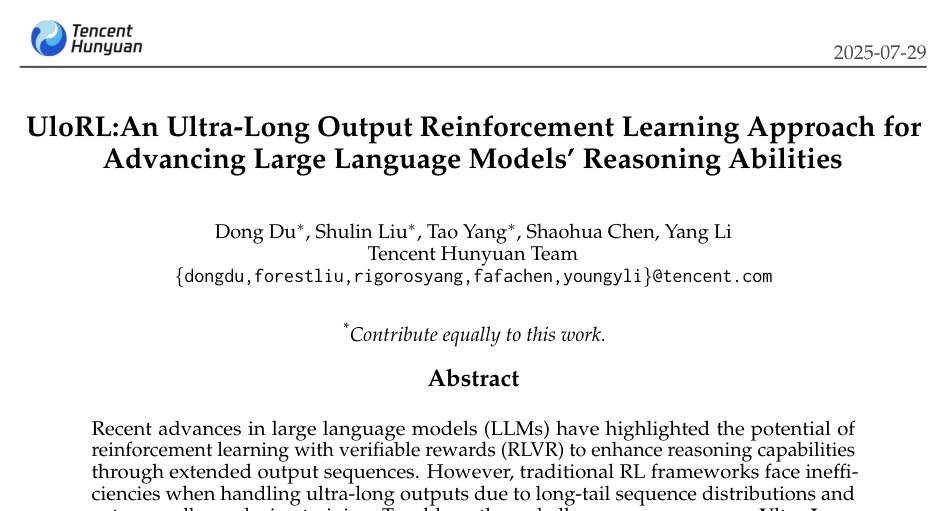 Tencent
Hunyuan
2025-07-29
UloRL:An Ultra-Long Output Reinforcement Learning Approach for
Advancing Large Language Models’ Reasoning Abilities
Dong Du*, Shulin Liu*, Tao Yang*, Shaohua Chen, Yang Li
Tencent Hunyuan Team
{dongdu,forestliu,rigorosyang,fafachen,youngyli}@tencent.com
*Contribute equally to this work.
Abstract
Recent advances in large language models (LLMs) have highlighted the potential of
reinforcement learning with verifiable rewards (RLVR) to enhance reasoning capabilities
through extended output sequences. However, traditional RL frameworks face ineffi-
ciencies when handling ultra-long outputs due to long-tail sequence distributions and